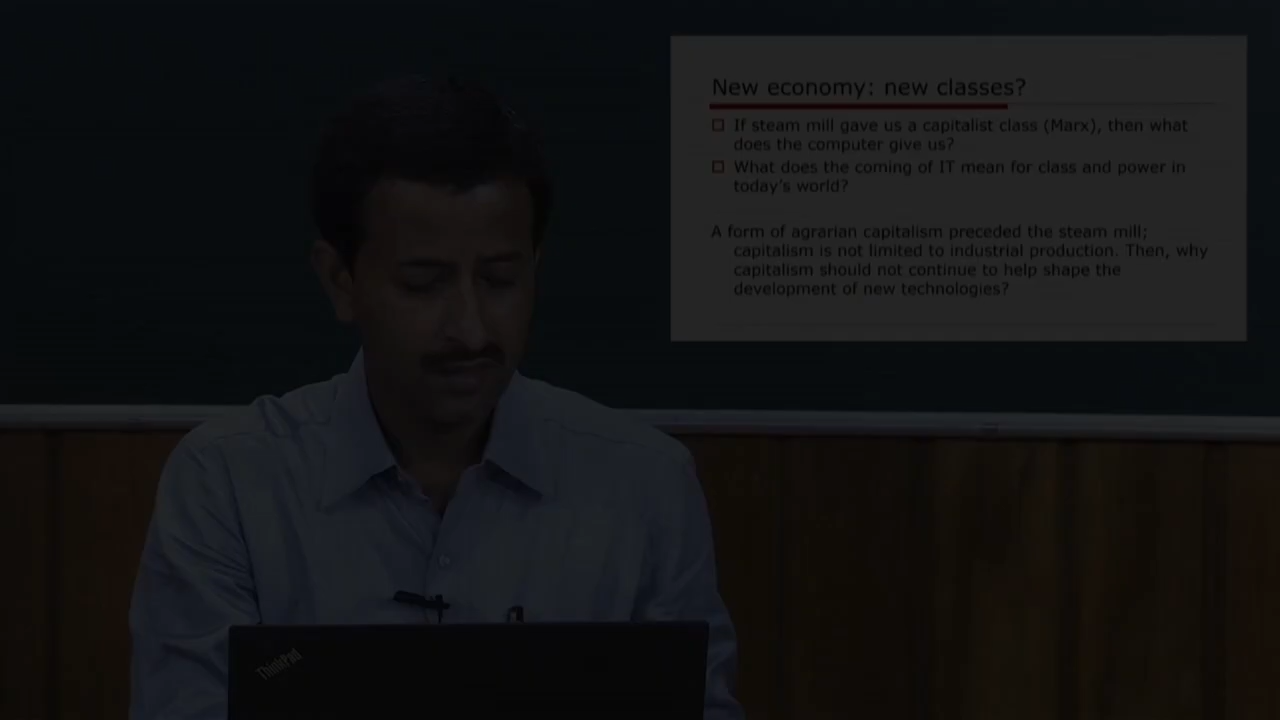 New economy: new classes?
If steam mill gave us a capitalist class (Marx), then what
does the computer give us?
What does the coming of IT mean for class and power in
today's world?
A form of agrarian capitalism preceded the steam mill;
capitalism is not limited to industrial production. Then, why
capitalism should not continue to help shape the
development of new technologies?
ThinkPad